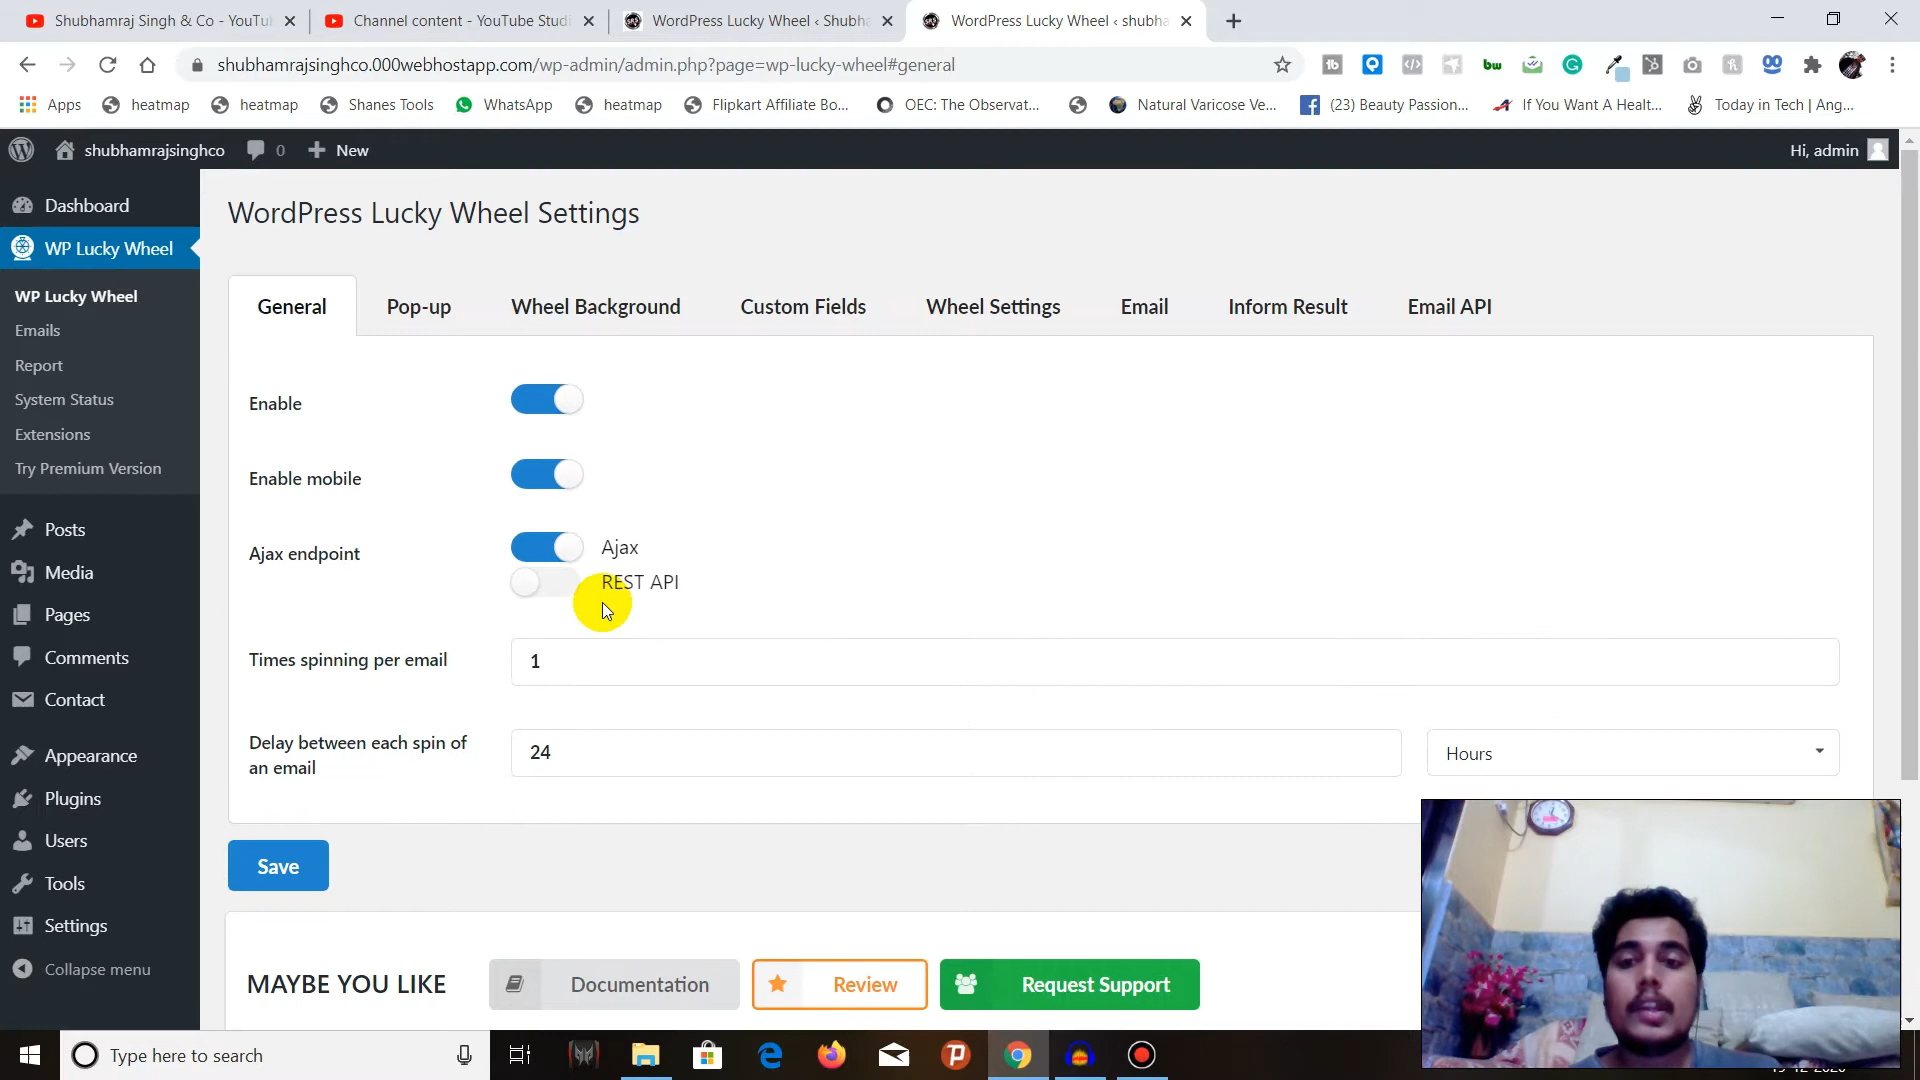 Shubhamraj Singh & Co - YouTu
Channel content - YouTube Studi
WordPress Lucky Wheel ‹ Shubha
WordPress Lucky Wheel ‹ shubha
shubhamrajsinghco.000webhostapp.com/wp-admin/admin.php?page=wp-lucky-wheel#general
Apps
heatmap
heatmap
Shanes Tools
WhatsApp
heatmap
Flipkart Affiliate Bo...
OEC: The Observat...
Natural Varicose Ve...
(23) Beauty Passion...
If You Want A Healt...
Today in Tech | Ang...
shubhamrajsinghco
0
New
Hi, admin
Dashboard
WP Lucky Wheel
WP Lucky Wheel
Emails
Report
System Status
Extensions
Try Premium Version
Posts
Media
Pages
Comments
Contact
Appearance
Plugins
Users
Tools
Settings
Collapse menu
WordPress Lucky Wheel Settings
General
Pop-up
Wheel Background
Custom Fields
Wheel Settings
Email
Inform Result
Email API
Enable
Enable mobile
Ajax endpoint
Ajax
REST API
Times spinning per email
1
Delay between each spin of
an email
24
Hours
Save
MAYBE YOU LIKE
Documentation
Review
Request Support
Type here to search